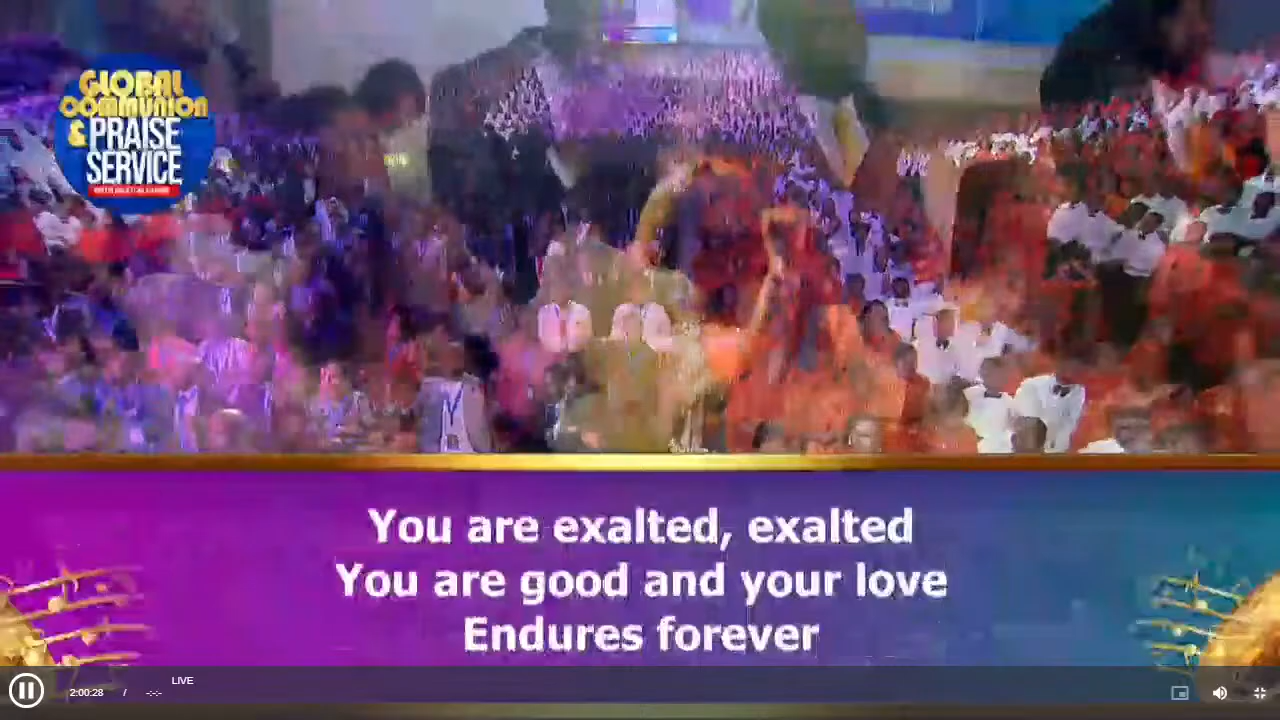 GLOBAL
COMMUNION
& PRAISE
SERVICE
You are exalted, exalted
You are good and your love
Endures forever
LIVE
2:00:28 / -:-:-